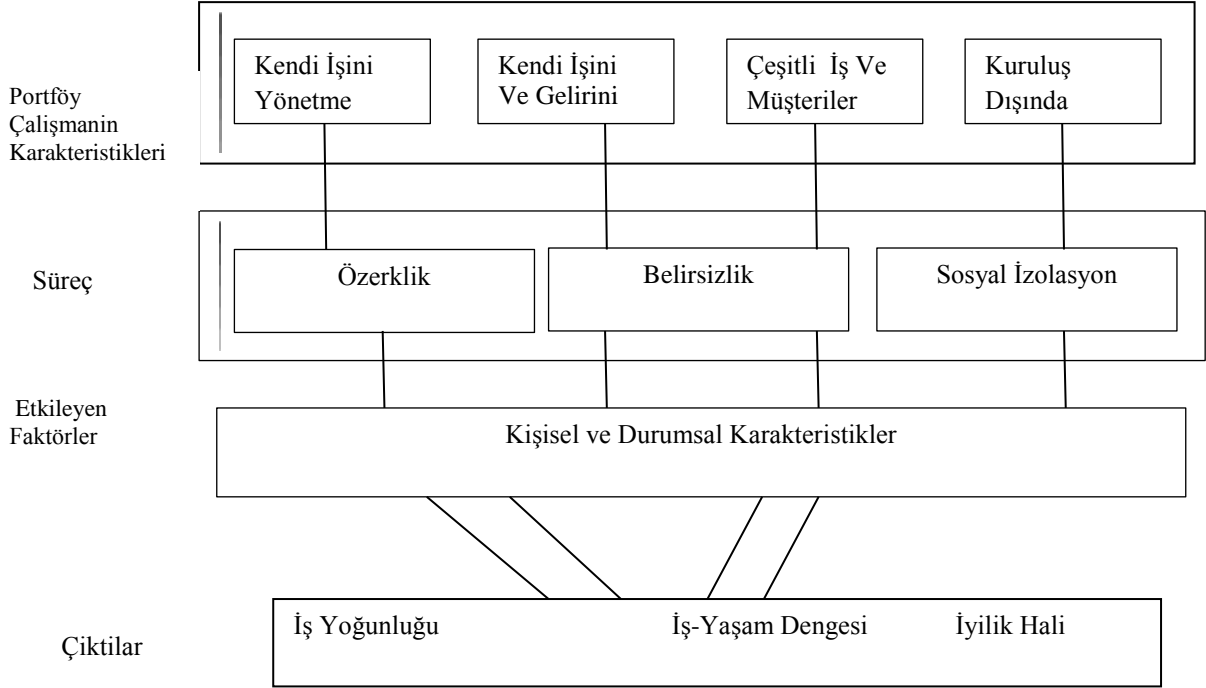 Kendi İşini
Yönetme
Kendi İşini
Ve Gelirini
Çeşitli İş Ve
Müşteriler
Kuruluş
Dışında
Portföy
Çalişmanin
Karakteristikleri
Süreç
Özerklik
Belirsizlik
Sosyal İzolasyon
Etkileyen
Faktörler
Kişisel ve Durumsal Karakteristikler
Çiktilar
İş Yoğunluğu
İş-Yaşam Dengesi
İyilik Hali